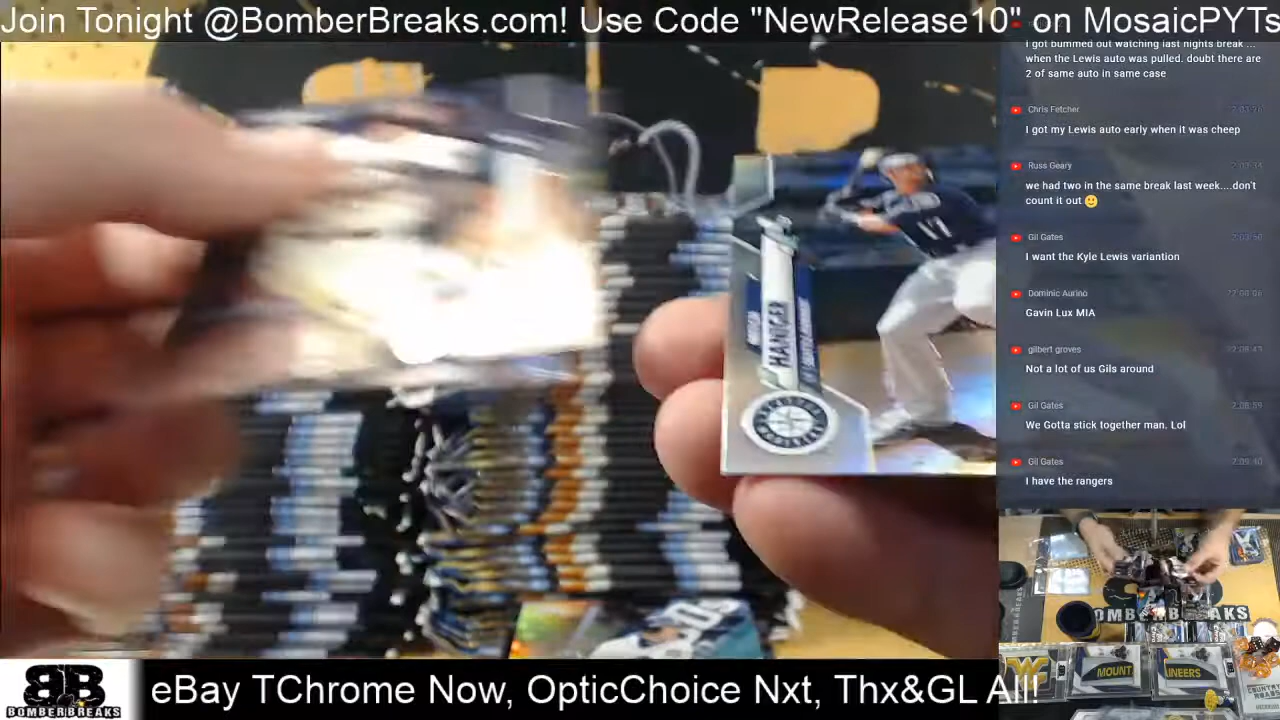 Join Tonight @BomberBreaks.com! Use Code "NewRelease10" on MosaicPYTs
I got bummed out watching last nights break ...
when the Lewis auto was pulled. doubt there are
2 of same auto in same case
Chris Fetcher
I got my Lewis auto early when it was cheep
Russ Geary
we had two in the same break last week....don't
count it out 🙂
Gil Gates
I want the Kyle Lewis variantion
Dominic Aurino
Gavin Lux MIA
gilbert groves
Not a lot of us Gils around
Gil Gates
We Gotta stick together man. Lol
Gil Gates
2:09:40
I have the rangers
HANIGER
OMBERBREAKS
MOUNT
INEERS
BB
BOMBERBREAKS
eBay TChrome Now, OpticChoice Nxt, Thx&GL All!